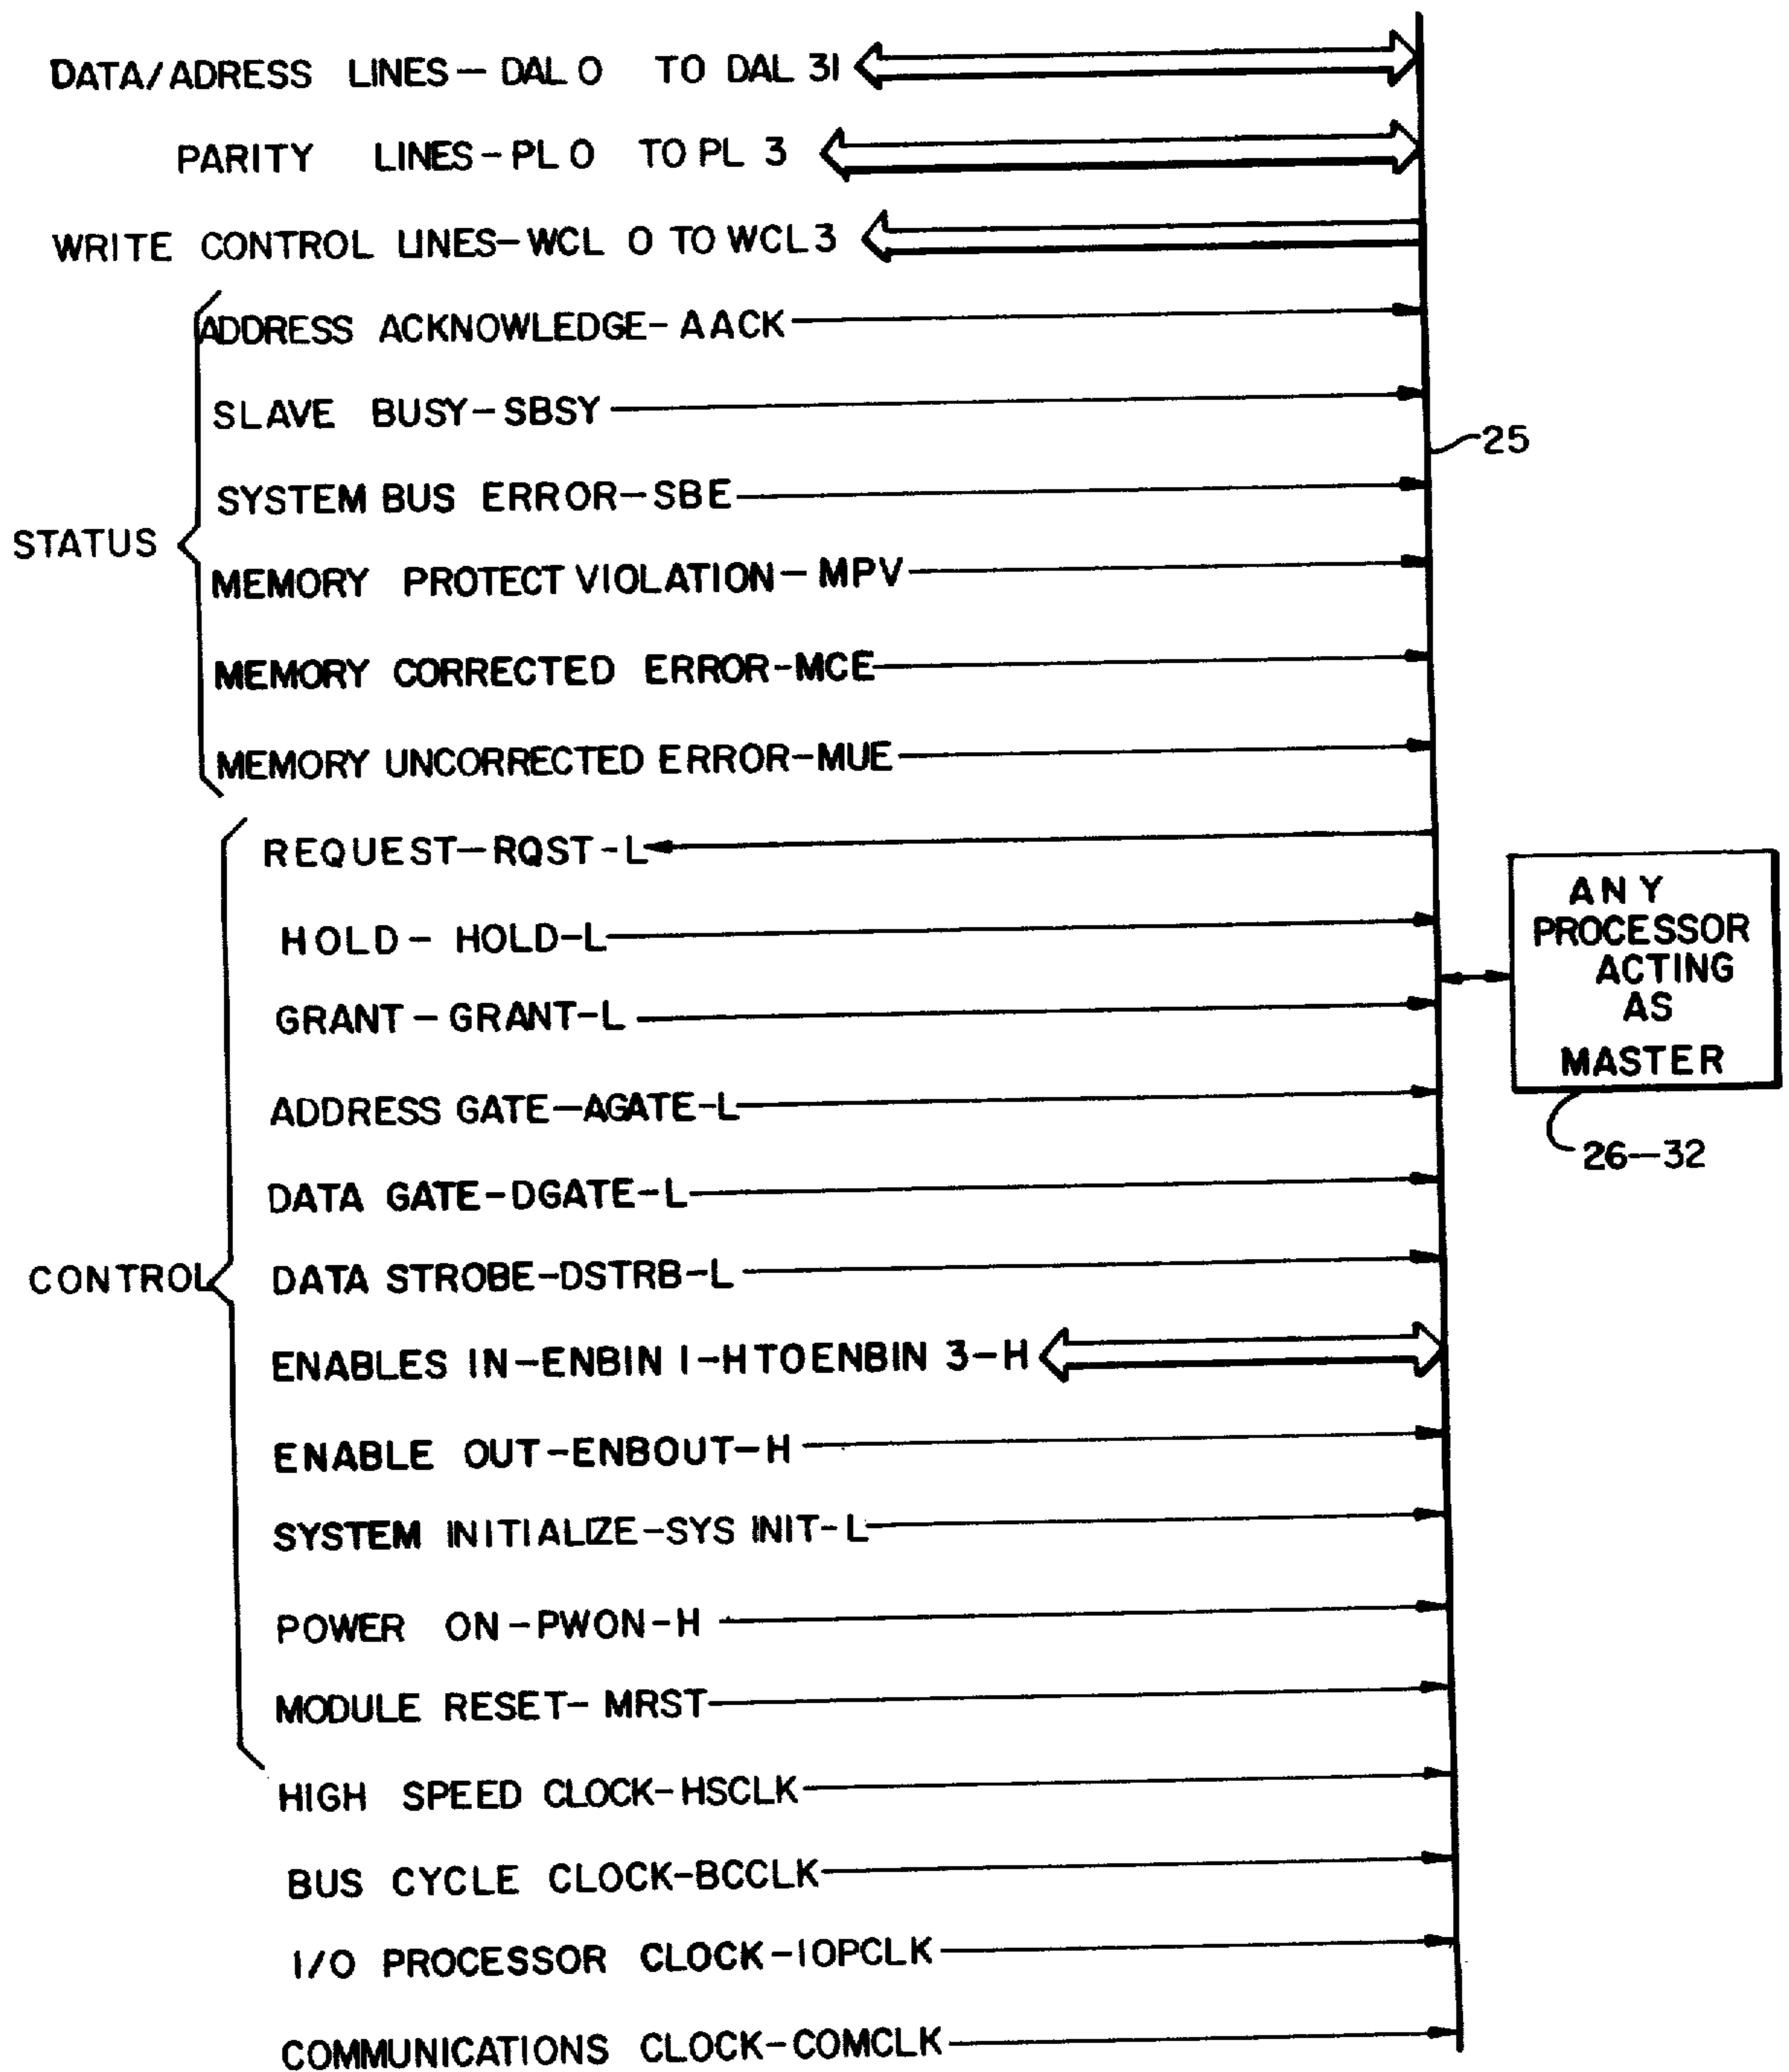 DATA/ADRESS LINES-DAL 0 TO DAL 31
PARITY LINES-PL 0 TO PL 3
WRITE CONTROL LINES-WCL 0 TO WCL 3
STATUS
ADDRESS ACKNOWLEDGE-AACK
SLAVE BUSY-SBSY
25
SYSTEM BUS ERROR-SBE
MEMORY PROTECT VIOLATION-MPV
MEMORY CORRECTED ERROR-MCE
MEMORY UNCORRECTED ERROR-MUE
CONTROL
REQUEST-RQST-L
HOLD-HOLD-L
GRANT-GRANT-L
ADDRESS GATE-AGATE-L
DATA GATE-DGATE-L
DATA STROBE-DSTRB-L
ENABLES IN-ENBIN 1-H TO ENBIN 3-H
ENABLE OUT-ENBOUT-H
SYSTEM INITIALIZE-SYS INIT-L
POWER ON-PWON-H
MODULE RESET-MRST
HIGH SPEED CLOCK-HSCLK
BUS CYCLE CLOCK-BCCLK
I/O PROCESSOR CLOCK-IOPCLK
COMMUNICATIONS CLOCK-COMCLK
ANY
PROCESSOR
ACTING
AS
MASTER
26-32